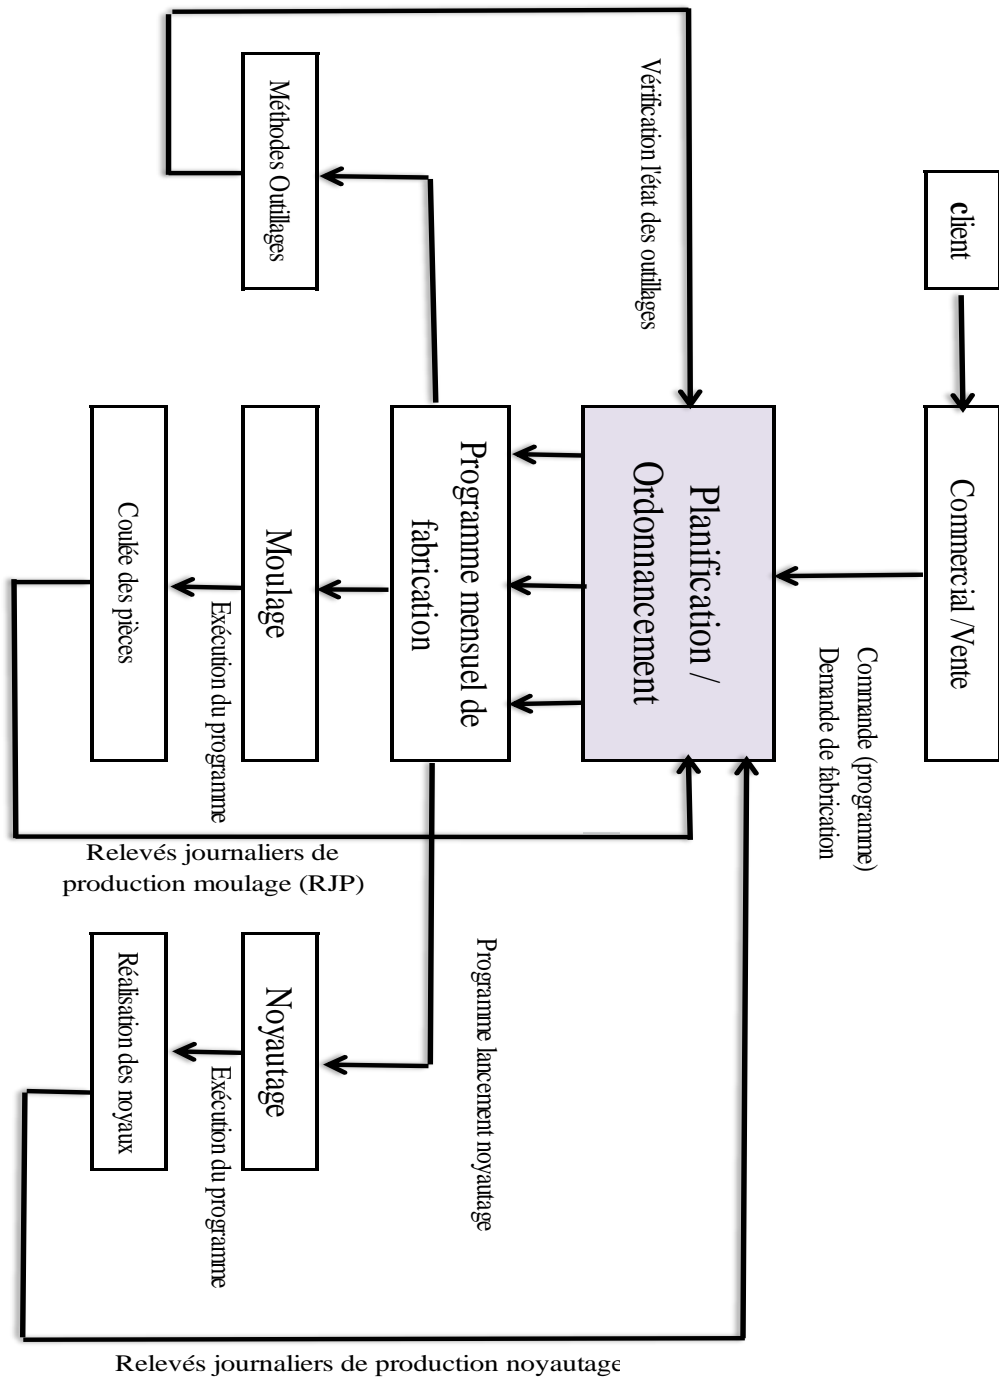 client
Commercial /Vente
Commande (programme)
Demande de fabrication
Vérification l'état des outillages
Planification /
Ordonnancement
Programme mensuel de
fabrication
Programme lancement noyautage
Méthodes Outillages
Moulage
Noyautage
Exécution du programme
Exécution du programme
Coulée des pièces
Réalisation des noyaux
Relevés journaliers de
production moulage (RJP)
Relevés journaliers de production noyautage